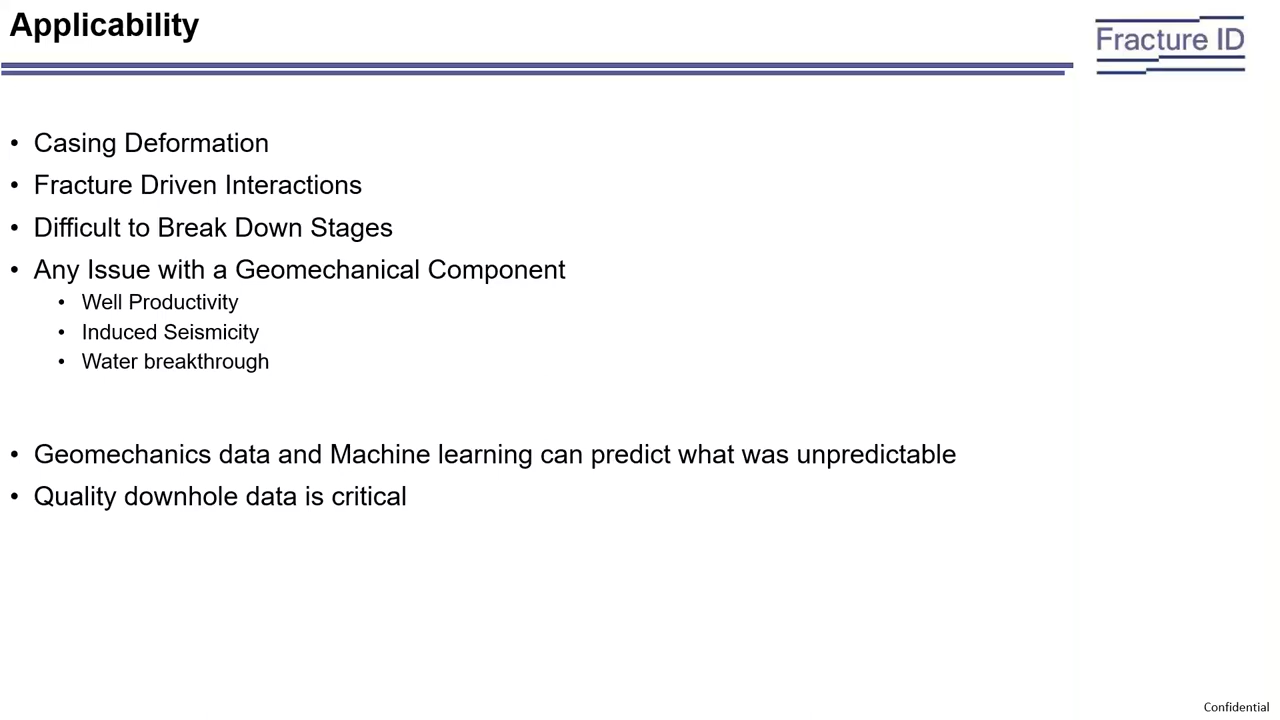 Applicability
Fracture ID
• Casing Deformation
• Fracture Driven Interactions
• Difficult to Break Down Stages
• Any Issue with a Geomechanical Component
• Well Productivity
• Induced Seismicity
• Water breakthrough
• Geomechanics data and Machine learning can predict what was unpredictable
• Quality downhole data is critical
Confidential